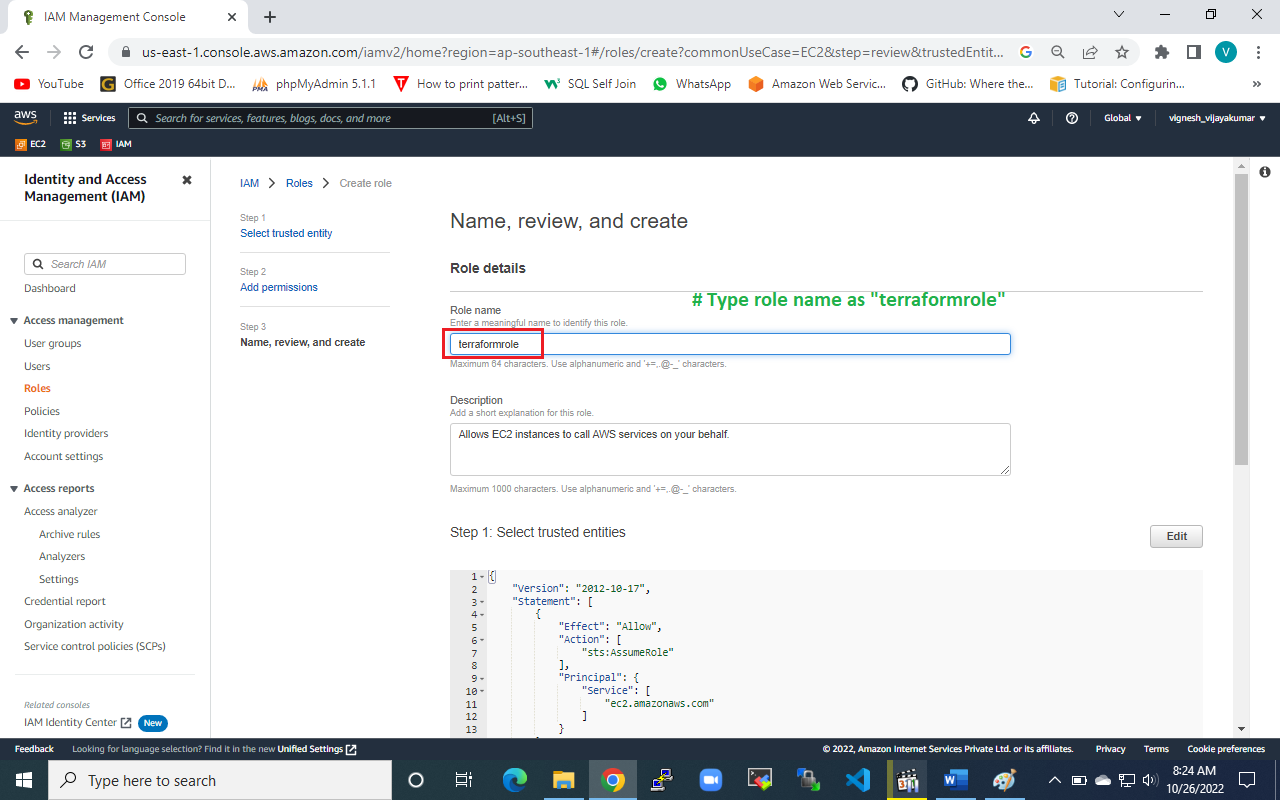 IAM Management Console
us-east-1.console.aws.amazon.com/iamv2/home?region=ap-southeast-1#/roles/create?commonUseCase=EC2&step=review&trustedEntit...
V
YouTube
Office 2019 64bit D...
phpMyAdmin 5.1.1
How to print patter...
SQL Self Join
WhatsApp
Amazon Web Servic...
GitHub: Where the...
Tutorial: Configurin...
aws
Services
Search for services, features, blogs, docs, and more
[Alt+S]
Global
vignesh_vijayakumar
EC2
S3
IAM
Identity and Access
Management (IAM)
Search IAM
Dashboard
Access management
User groups
Users
Roles
Policies
Identity providers
Account settings
Access reports
Access analyzer
Archive rules
Analyzers
Settings
Credential report
Organization activity
Service control policies (SCPs)
Related consoles
IAM Identity Center
New
IAM
Roles
Create role
Step 1
Select trusted entity
Step 2
Add permissions
Step 3
Name, review, and create
Name, review, and create
Role details
# Type role name as "terraformrole"
Role name
Enter a meaningful name to identify this role.
terraformrole
Maximum 64 characters. Use alphanumeric and '+=,.@-_' characters.
Description
Add a short explanation for this role.
Allows EC2 instances to call AWS services on your behalf.
Maximum 1000 characters. Use alphanumeric and '+=,.@-_' characters.
Step 1: Select trusted entities
Edit
1 {
2 "Version": "2012-10-17",
3 "Statement": [
4 {
5 "Effect": "Allow",
6 "Action": [
7 "sts:AssumeRole"
8 ],
9 "Principal": {
10 "Service": [
11 "ec2.amazonaws.com"
12 ]
13 }
Feedback
Looking for language selection? Find it in the new Unified Settings
© 2022, Amazon Internet Services Private Ltd. or its affiliates.
Privacy
Terms
Cookie preferences
Type here to search
8:24 AM
10/26/2022